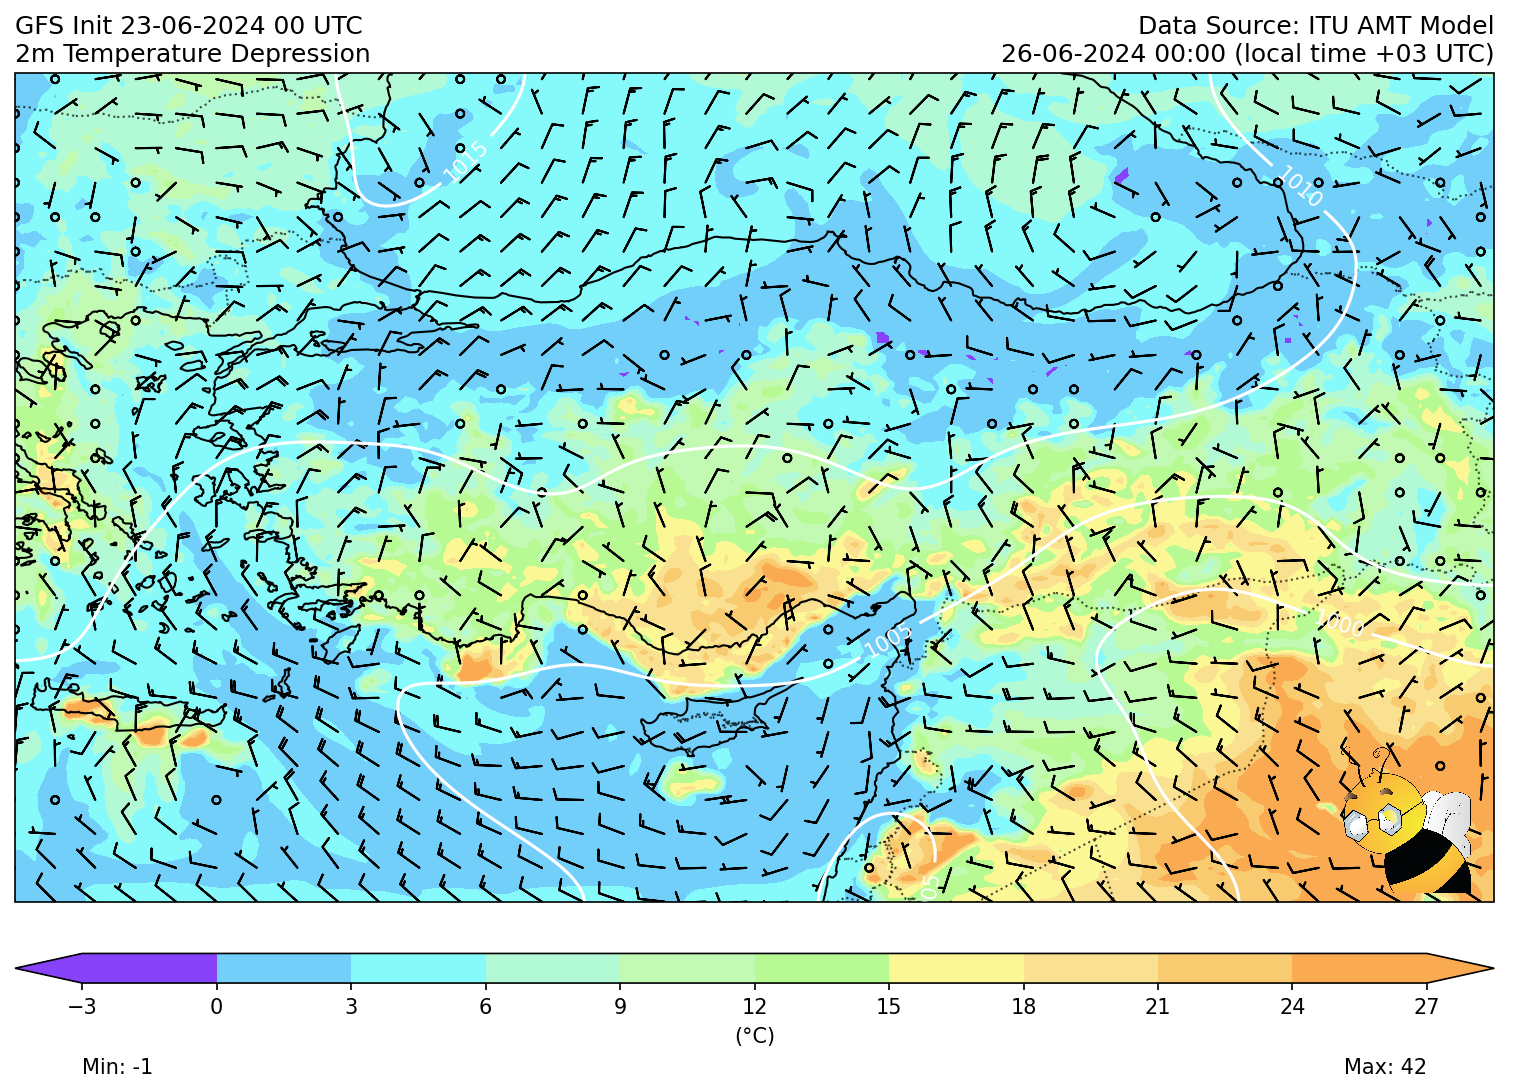 GFS Init 23-06-2024 00 UTC
Data Source: ITU AMT Model
2m Temperature Depression
26-06-2024 00:00 (local time +03 UTC)
1015
1010
1005
1000
05
−3 0 3 6 9 12 15 18 21 24 27
(°C)
Min: -1
Max: 42